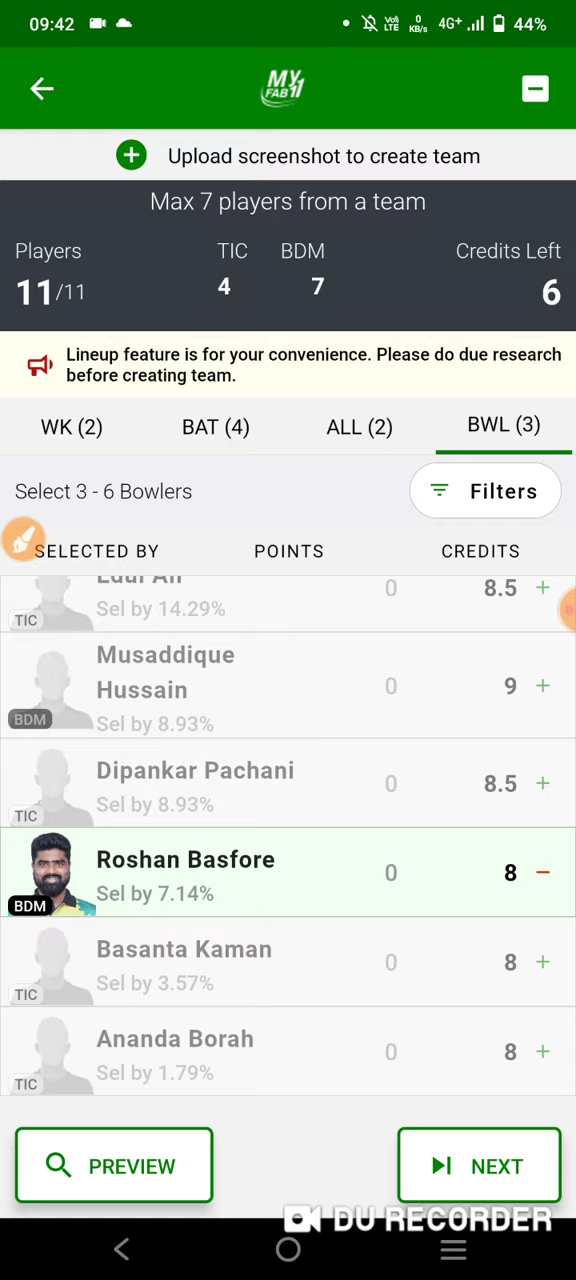 09:42 Vo) LTE 0 KB/s 4G+ 44%
MY FAB11
Upload screenshot to create team
Max 7 players from a team
Players TIC BDM Credits Left
11/11 4 7 6
Lineup feature is for your convenience. Please do due research
before creating team.
WK (2) BAT (4) ALL (2) BWL (3)
Select 3 - 6 Bowlers Filters
SELECTED BY POINTS CREDITS
0 8.5 +
Sel by 14.29%
TIC
Musaddique
Hussain 0 9 +
BDM Sel by 8.93%
Dipankar Pachani 0 8.5 +
Sel by 8.93%
TIC
Roshan Basfore 0 8 −
Sel by 7.14%
BDM
Basanta Kaman 0 8 +
Sel by 3.57%
TIC
Ananda Borah 0 8 +
Sel by 1.79%
TIC
PREVIEW NEXT
DU RECORDER